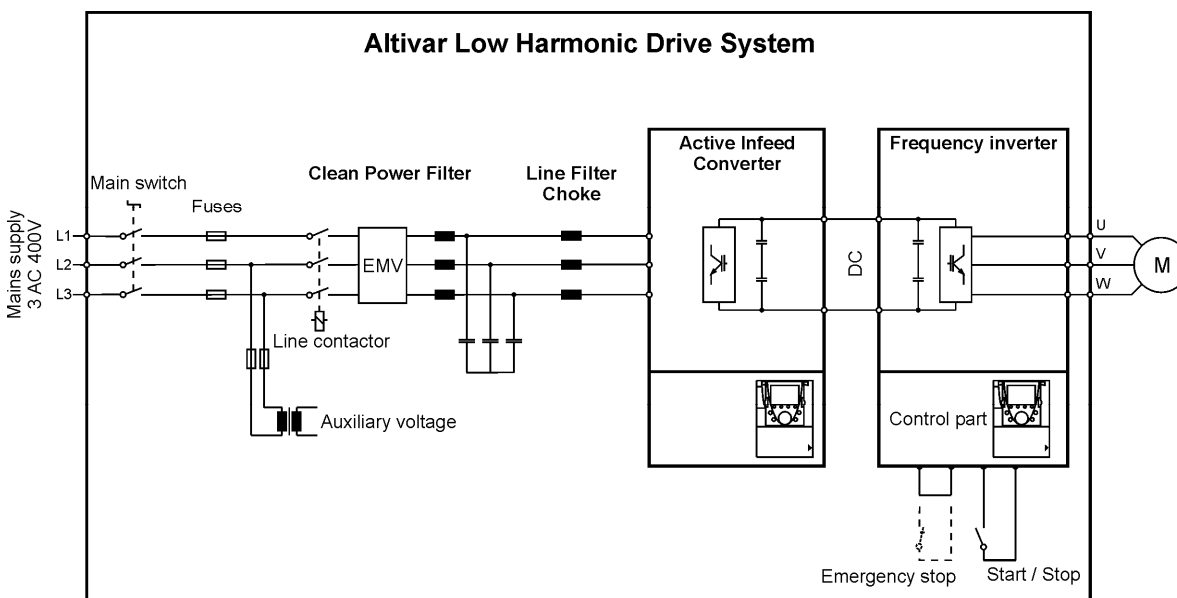 Altivar Low Harmonic Drive System
Active Infeed
Converter
Frequency inverter
Clean Power Filter
Line Filter
Choke
Main switch
Fuses
Mains supply
3 AC 400V
L1
L2
L3
EMV
DC
U
V
W
M
Line contactor
Auxiliary voltage
Control part
Emergency stop
Start / Stop